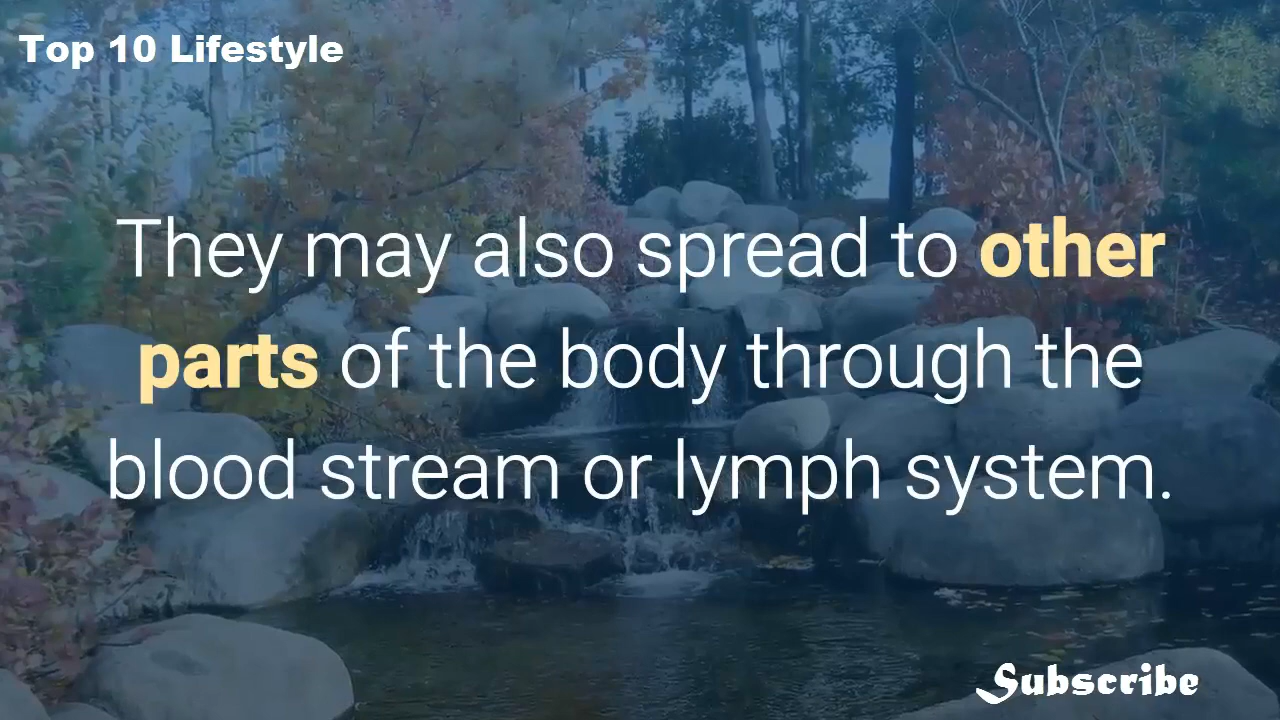 Top 10 Lifestyle
They may also spread to other
parts of the body through the
blood stream or lymph system.
Subscribe